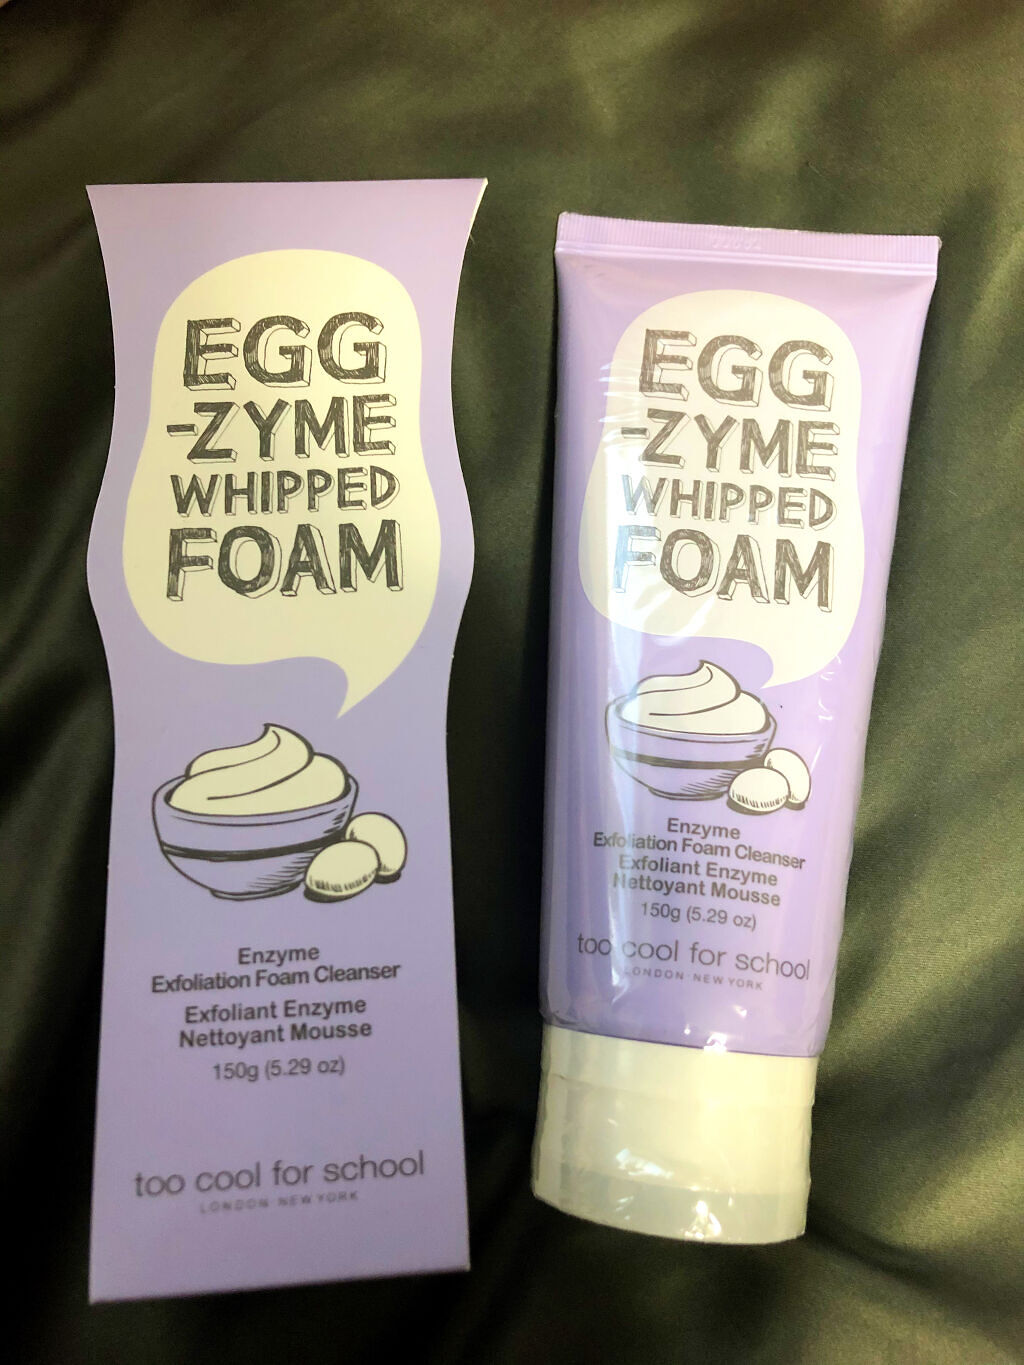 EGG
-ZYME
WHIPPED
FOAM
Enzyme
Exfoliation Foam Cleanser
Exfoliant Enzyme
Nettoyant Mousse
150g (5.29 oz)
too cool for school
LONDON · NEW YORK
EGG
-ZYME
WHIPPED
FOAM
Enzyme
Exfoliation Foam Cleanser
Exfoliant Enzyme
Nettoyant Mousse
150g (5.29 oz)
too cool for school
LONDON · NEW YORK